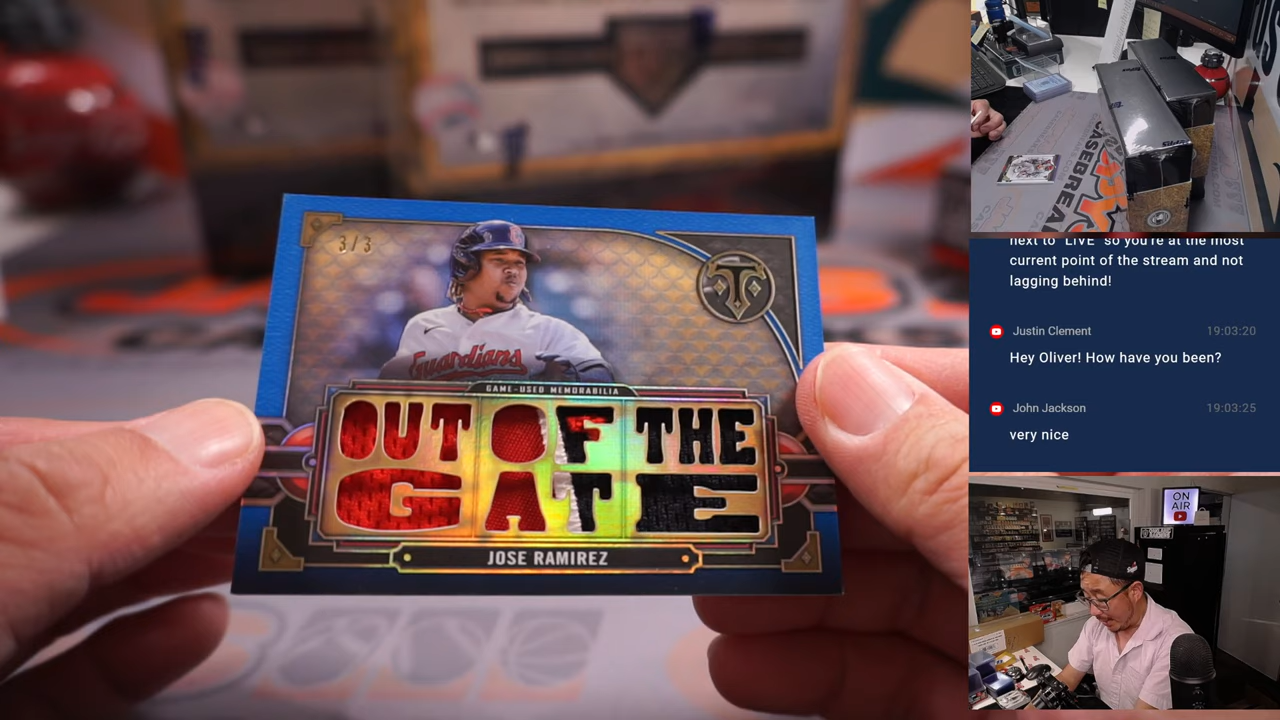 3/3
Guardians
GAME-USED MEMORABILIA
OUT OF THE
GATE
JOSE RAMIREZ
CASEBREA
next to "LIVE" so you're at the most
current point of the stream and not
lagging behind!
Justin Clement 19:03:20
Hey Oliver! How have you been?
John Jackson 19:03:25
very nice
ON
AIR